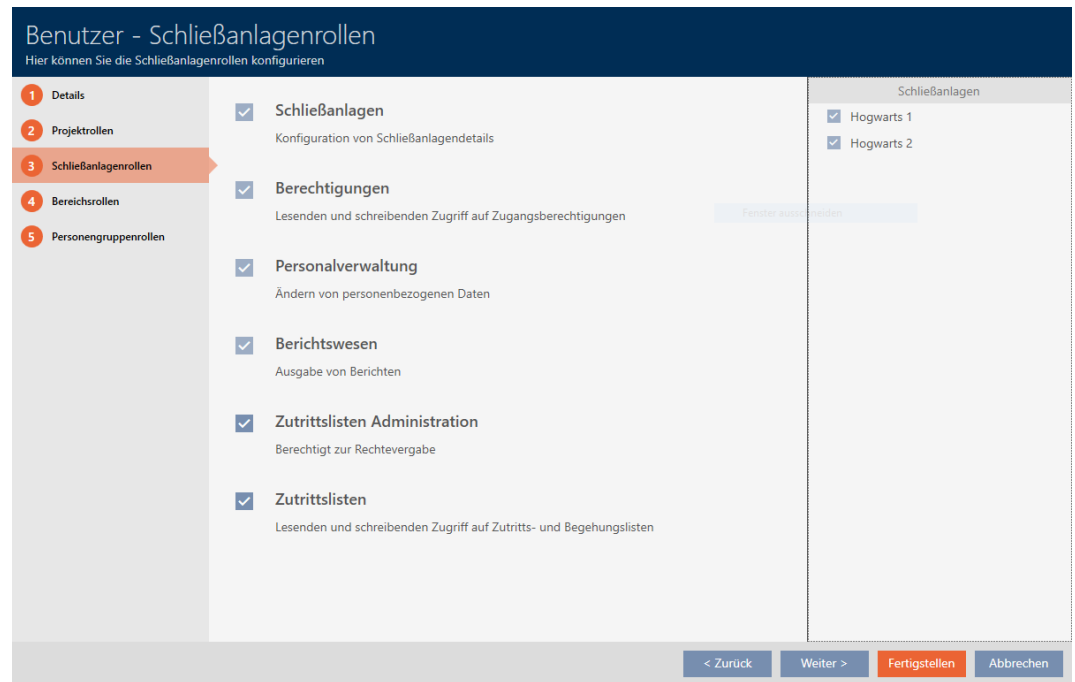 Benutzer - Schließanlagenrollen
Hier können Sie die Schließanlagenrollen konfigurieren
1 Details
2 Projektrollen
3 Schließanlagenrollen
4 Bereichsrollen
5 Personengruppenrollen
Schließanlagen
Konfiguration von Schließanlagendetails
Berechtigungen
Lesenden und schreibenden Zugriff auf Zugangsberechtigungen
Personalverwaltung
Ändern von personenbezogenen Daten
Berichtswesen
Ausgabe von Berichten
Zutrittslisten Administration
Berechtigt zur Rechtevergabe
Zutrittslisten
Lesenden und schreibenden Zugriff auf Zutritts- und Begehungslisten
Fenster ausschneiden
Schließanlagen
Hogwarts 1
Hogwarts 2
< Zurück
Weiter >
Fertigstellen
Abbrechen